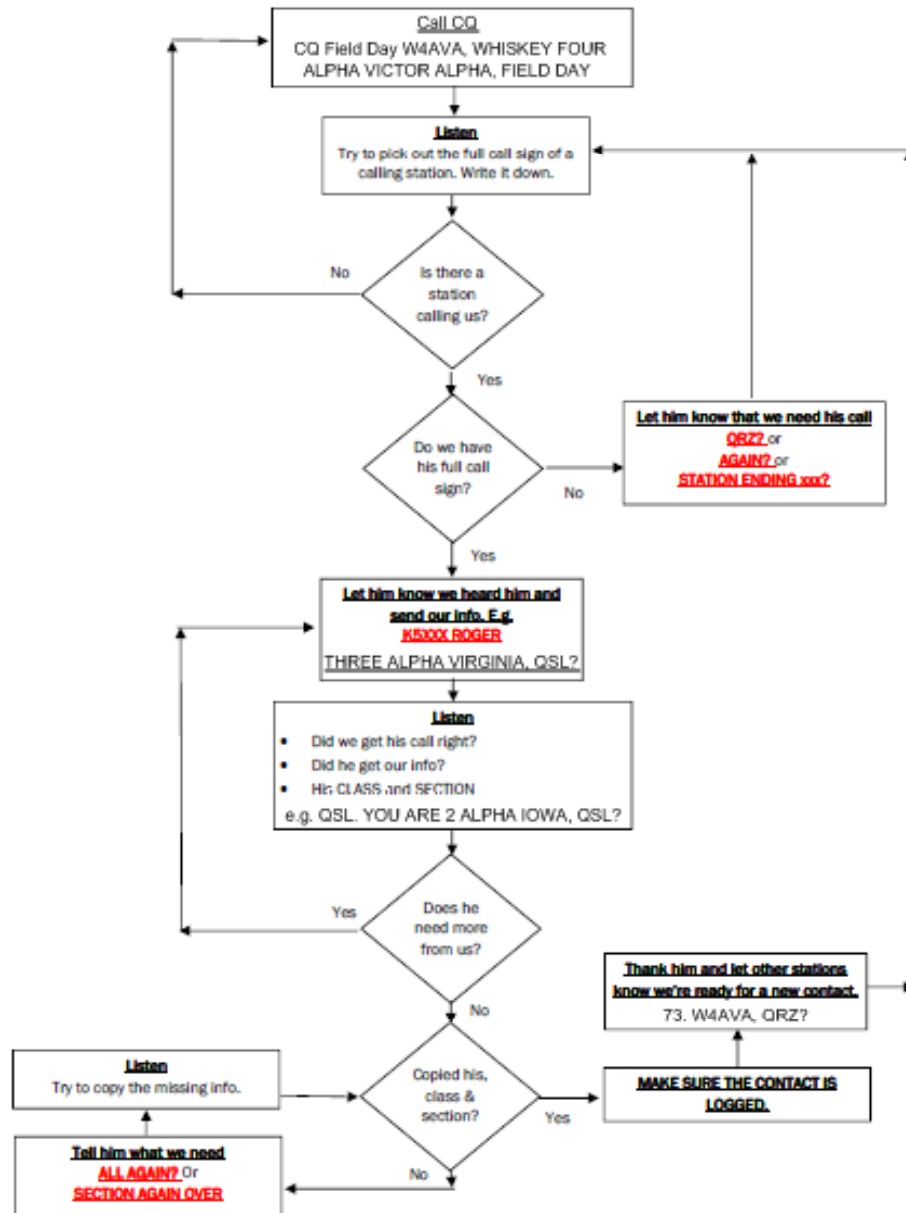 Call CQ
CQ Field Day W4AVA, WHISKEY FOUR
ALPHA VICTOR ALPHA, FIELD DAY
Listen
Try to pick out the full call sign of a
calling station. Write it down.
No
Is there a
station
calling us?
Yes
Let him know that we need his call
QRZ? or
AGAIN? or
STATION ENDING xxx?
Do we have
his full call
sign?
No
Yes
Let him know we heard him and
send our info. E.g.
K5XXX ROGER
THREE ALPHA VIRGINIA, QSL?
Listen
• Did we get his call right?
• Did he get our info?
• His CLASS and SECTION
e.g. QSL. YOU ARE 2 ALPHA IOWA, QSL?
Yes
Does he
need more
from us?
No
Thank him and let other stations
know we're ready for a new contact.
73. W4AVA, QRZ?
Listen
Try to copy the missing info.
Copied his,
class &
section?
Yes
MAKE SURE THE CONTACT IS
LOGGED.
No
Tell him what we need
ALL AGAIN? Or
SECTION AGAIN OVER